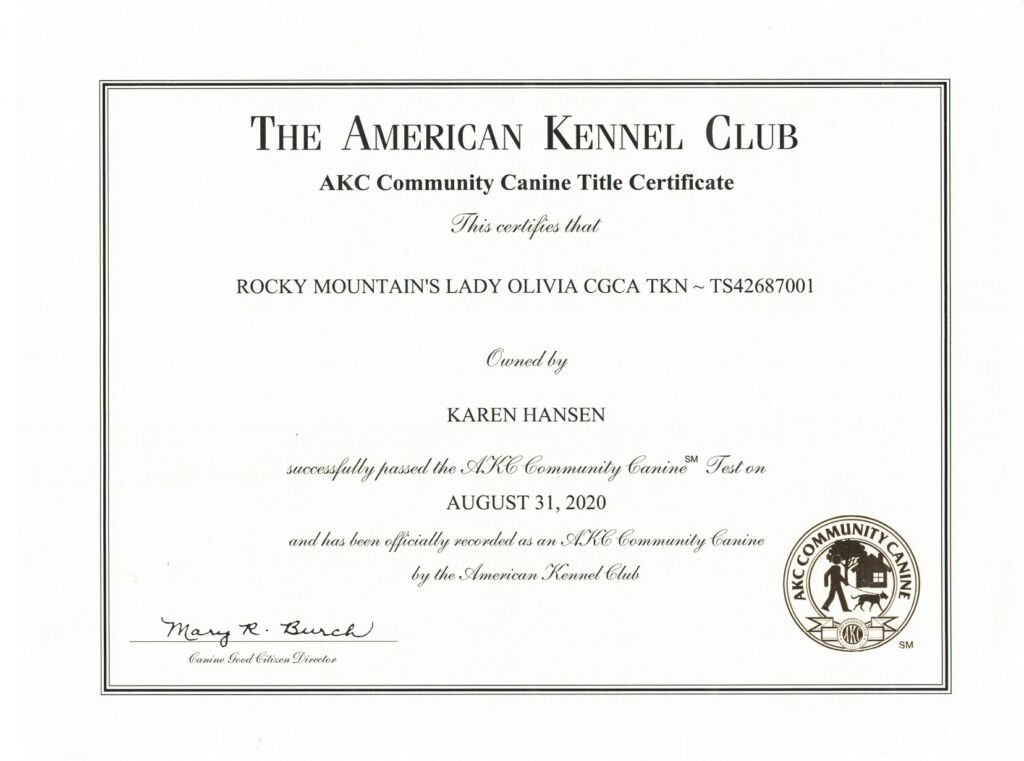 THE AMERICAN KENNEL CLUB
AKC Community Canine Title Certificate
This certifies that
ROCKY MOUNTAIN'S LADY OLIVIA CGCA TKN ~ TS42687001
Owned by
KAREN HANSEN
successfully passed the AKC Community Canine℠ Test on
AUGUST 31, 2020
and has been officially recorded as an AKC Community Canine
by the American Kennel Club
Mary R. Burch
Canine Good Citizen Director
AKC COMMUNITY CANINE
AKC
SM